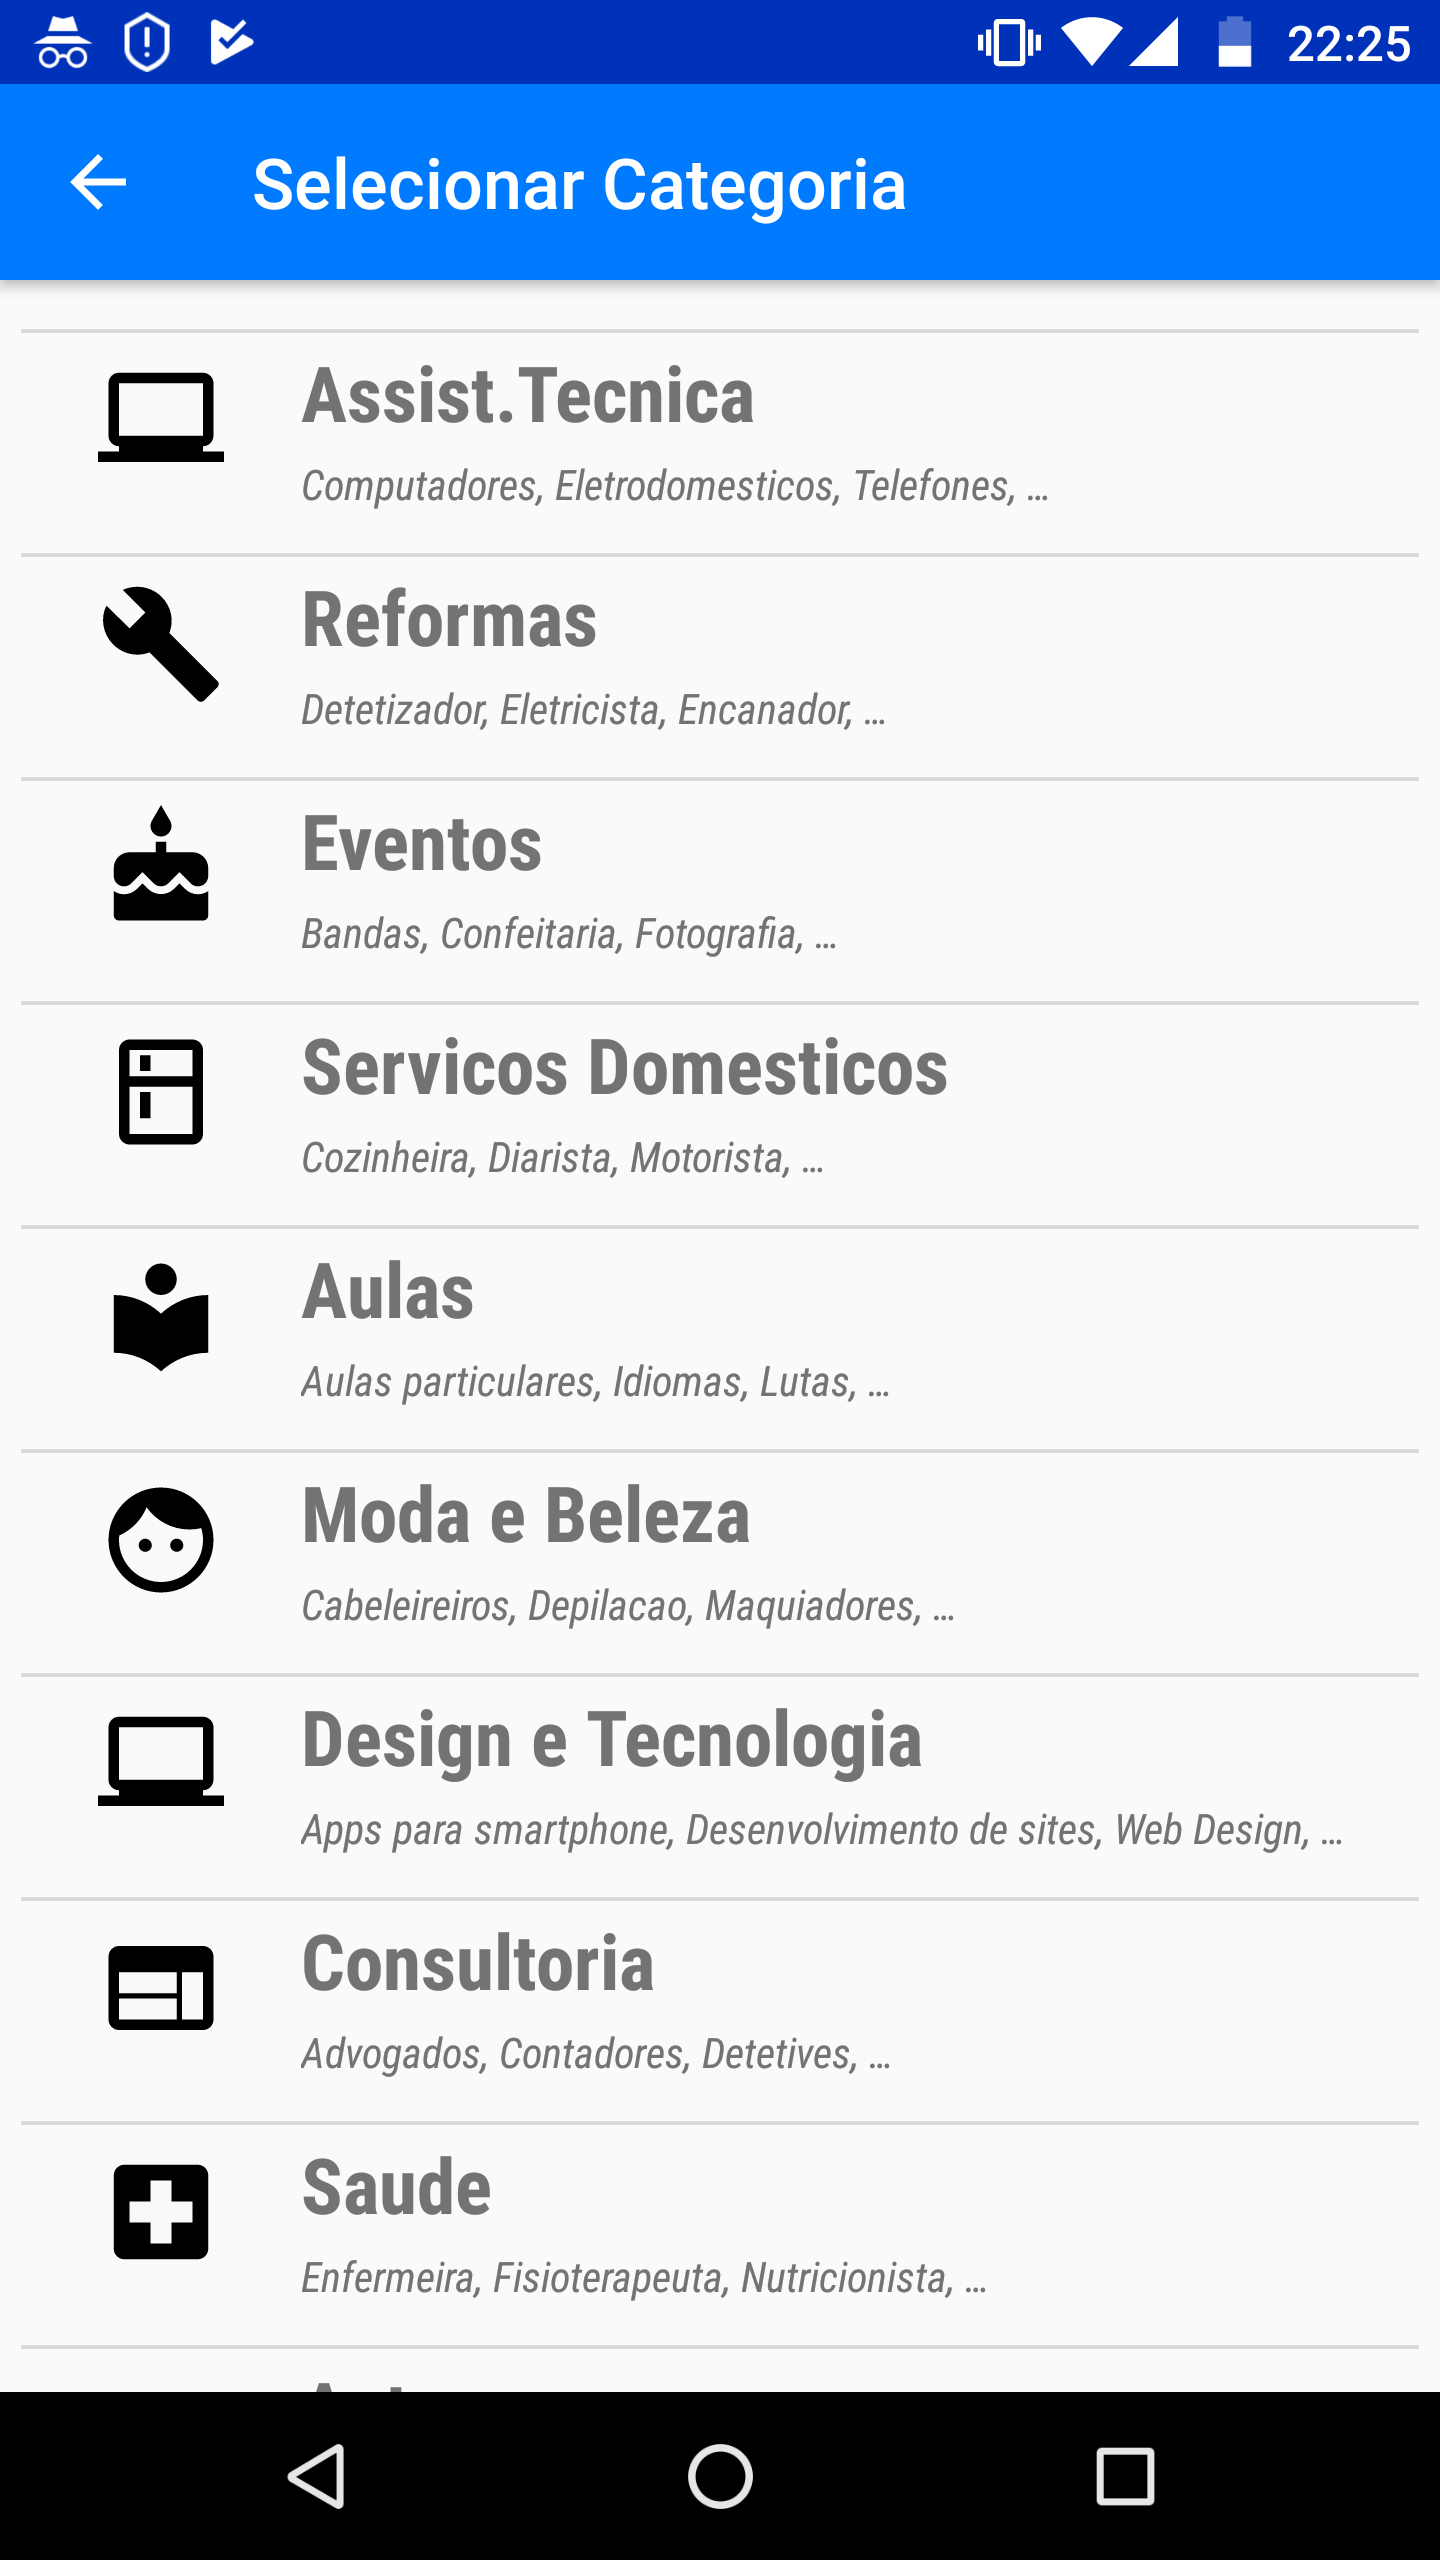 22:25
Selecionar Categoria
Assist.Tecnica
Computadores, Eletrodomesticos, Telefones, ...
Reformas
Detetizador, Eletricista, Encanador, ...
Eventos
Bandas, Confeitaria, Fotografia, ...
Servicos Domesticos
Cozinheira, Diarista, Motorista, ...
Aulas
Aulas particulares, Idiomas, Lutas, ...
Moda e Beleza
Cabeleireiros, Depilacao, Maquiadores, ...
Design e Tecnologia
Apps para smartphone, Desenvolvimento de sites, Web Design, ...
Consultoria
Advogados, Contadores, Detetives, ...
Saude
Enfermeira, Fisioterapeuta, Nutricionista, ...